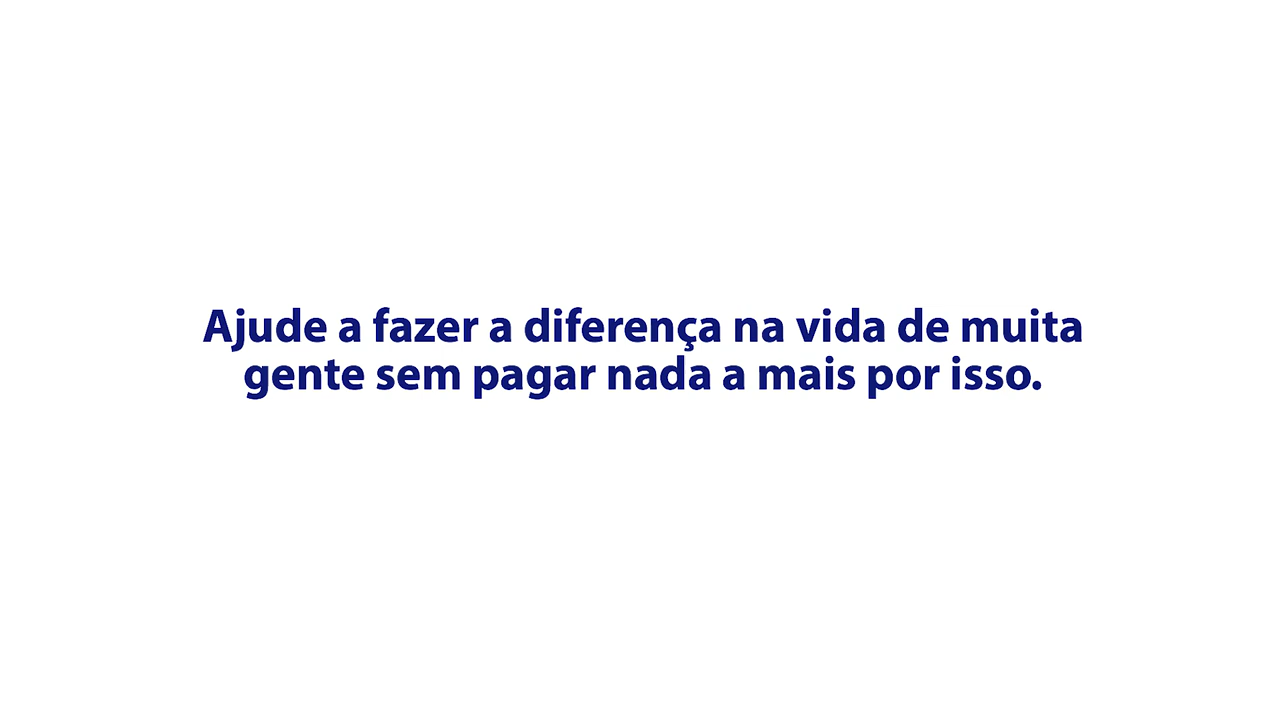 Ajude a fazer a diferença na vida de muita
gente sem pagar nada a mais por isso.